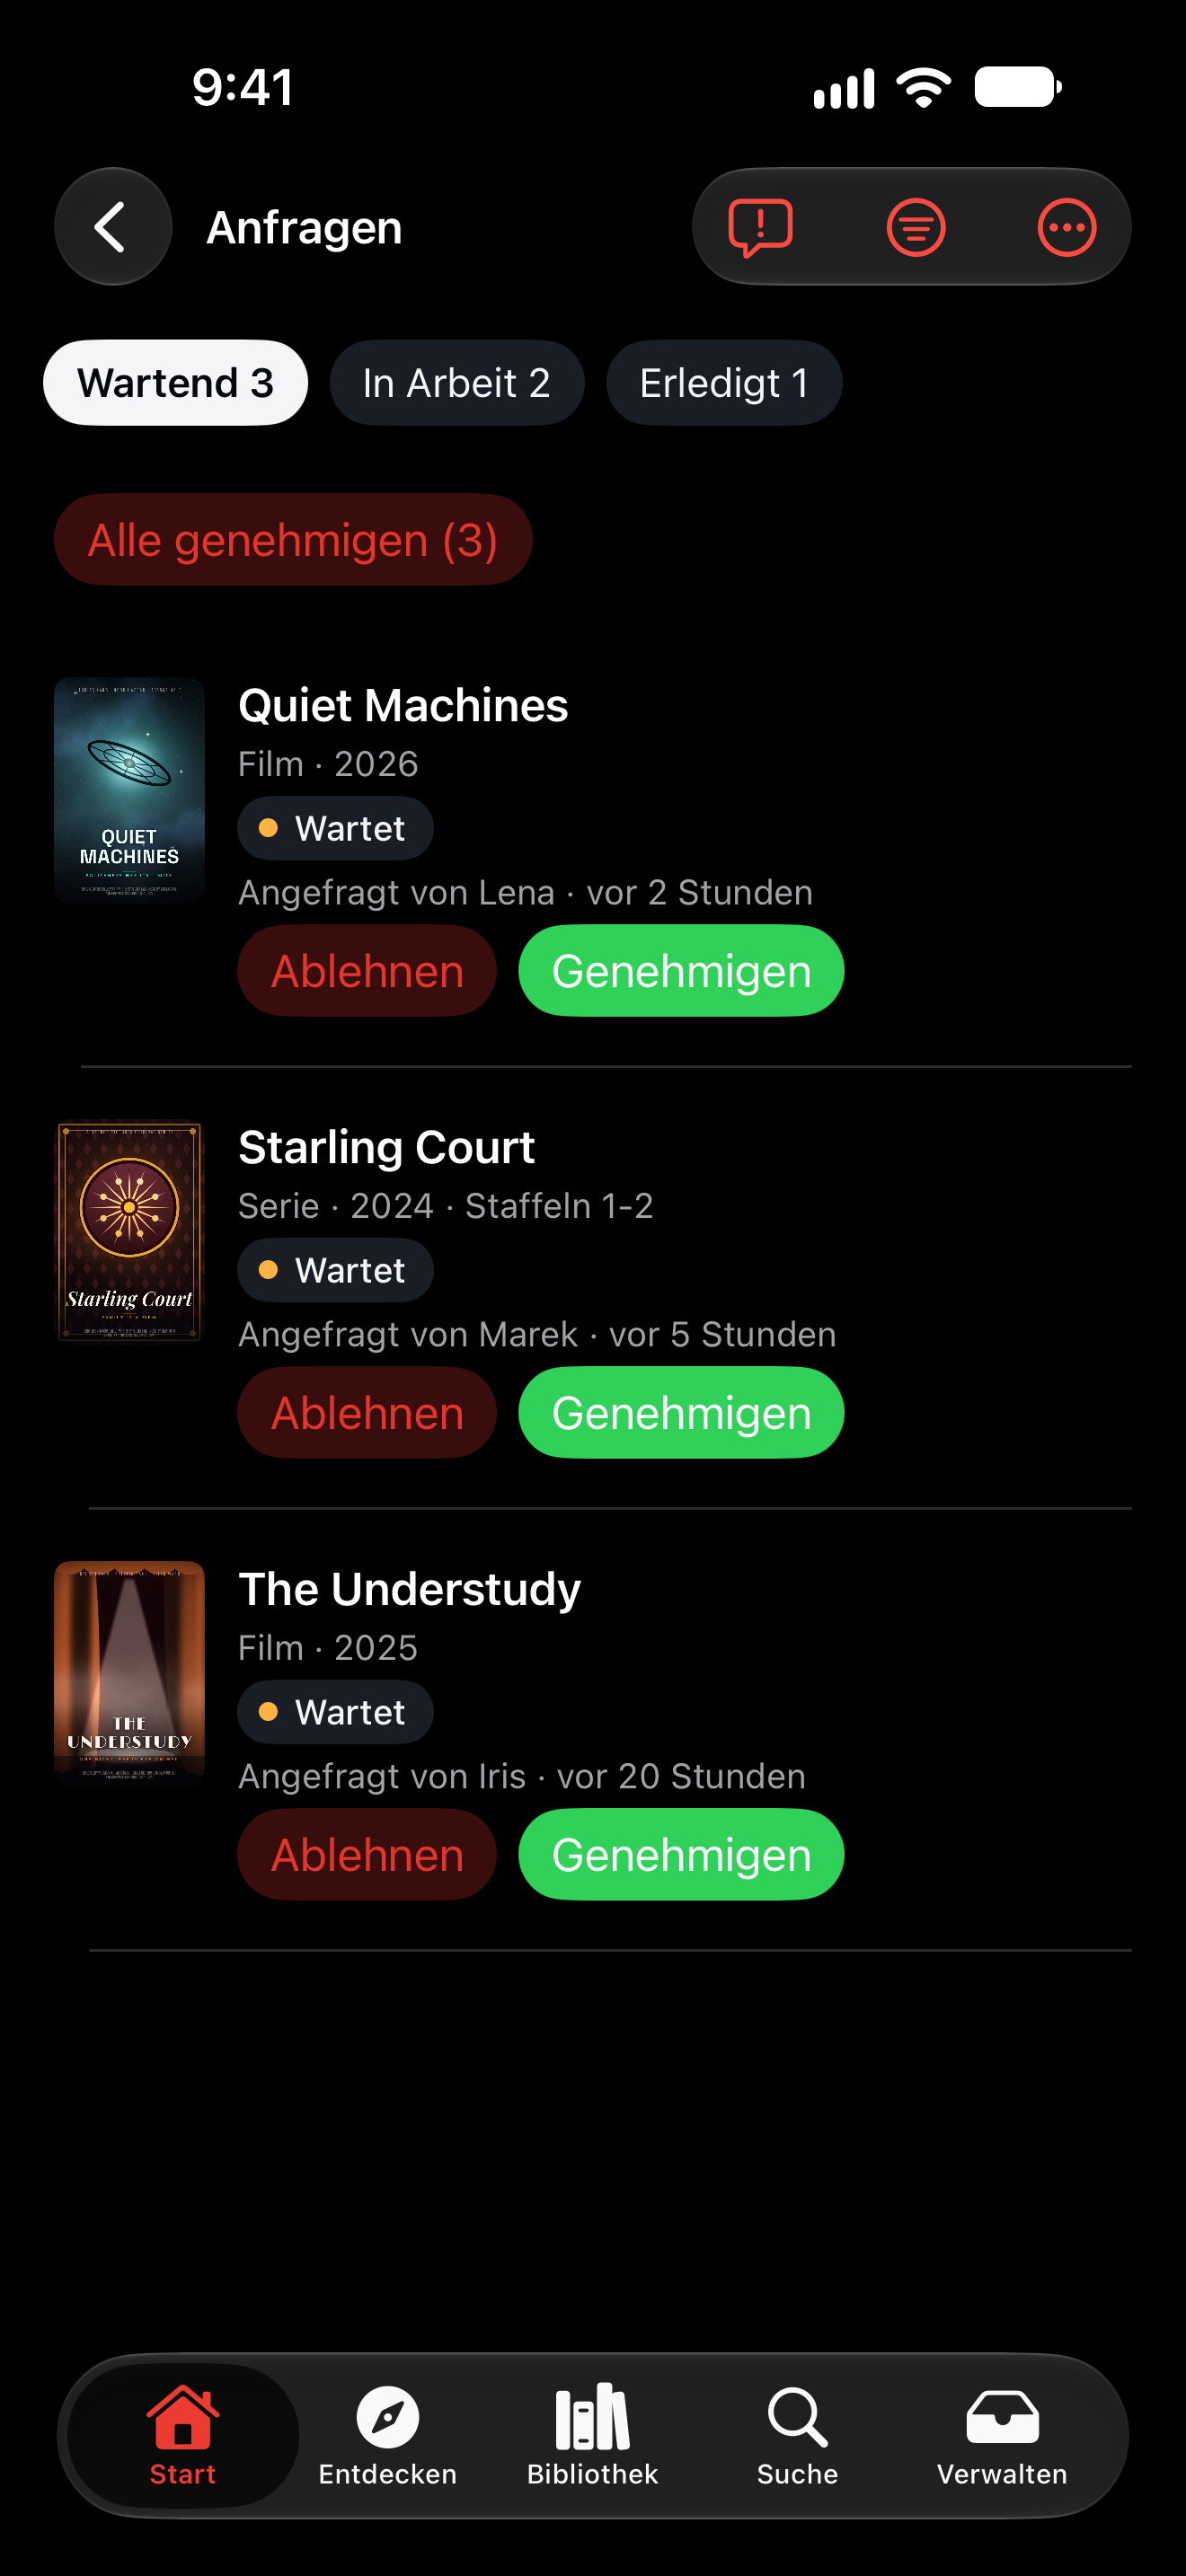 9:41
Anfragen
Wartend 3
In Arbeit 2
Erledigt 1
Alle genehmigen (3)
QUIET
MACHINES
Quiet Machines
Film · 2026
Wartet
Angefragt von Lena · vor 2 Stunden
Ablehnen
Genehmigen
Starling Court
Starling Court
Serie · 2024 · Staffeln 1-2
Wartet
Angefragt von Marek · vor 5 Stunden
Ablehnen
Genehmigen
THE
UNDERSTUDY
The Understudy
Film · 2025
Wartet
Angefragt von Iris · vor 20 Stunden
Ablehnen
Genehmigen
Start
Entdecken
Bibliothek
Suche
Verwalten